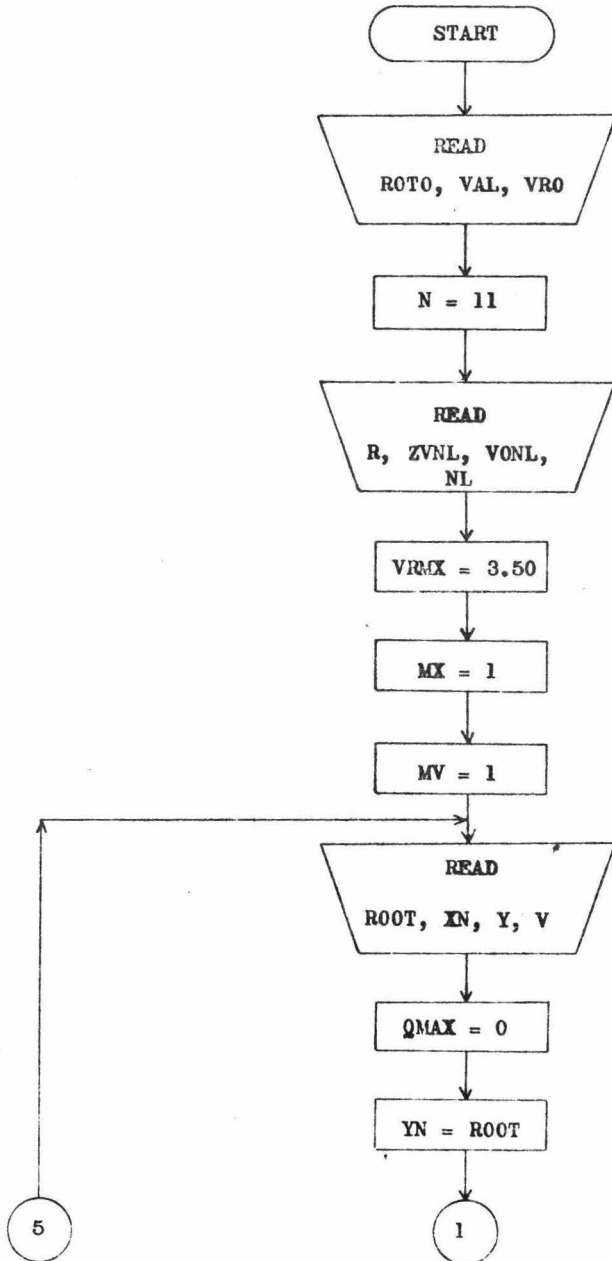 START
READ
ROTO, VAL, VRO
N = 11
READ
R, ZVNL, VONL,
NL
VRMX = 3.50
MX = 1
MV = 1
READ
ROOT, XN, Y, V
QMAX = 0
YN = ROOT
5
1